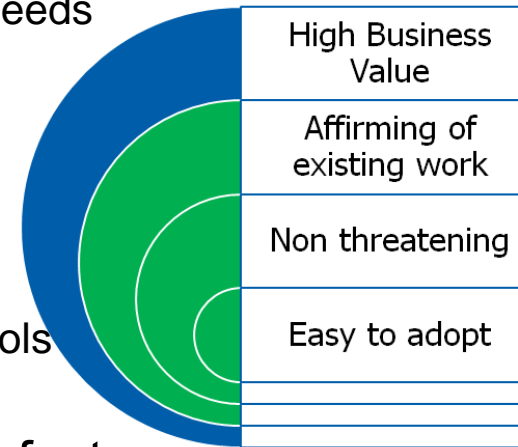 eeds
High Business
Value
Affirming of
existing work
Non threatening
ols
Easy to adopt